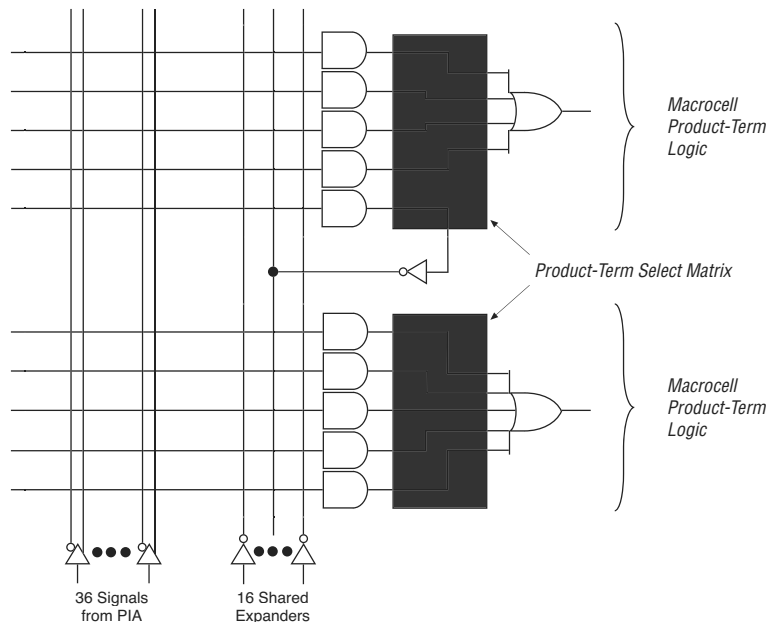 Macrocell
Product-Term
Logic
Product-Term Select Matrix
Macrocell
Product-Term
Logic
36 Signals
from PIA
16 Shared
Expanders